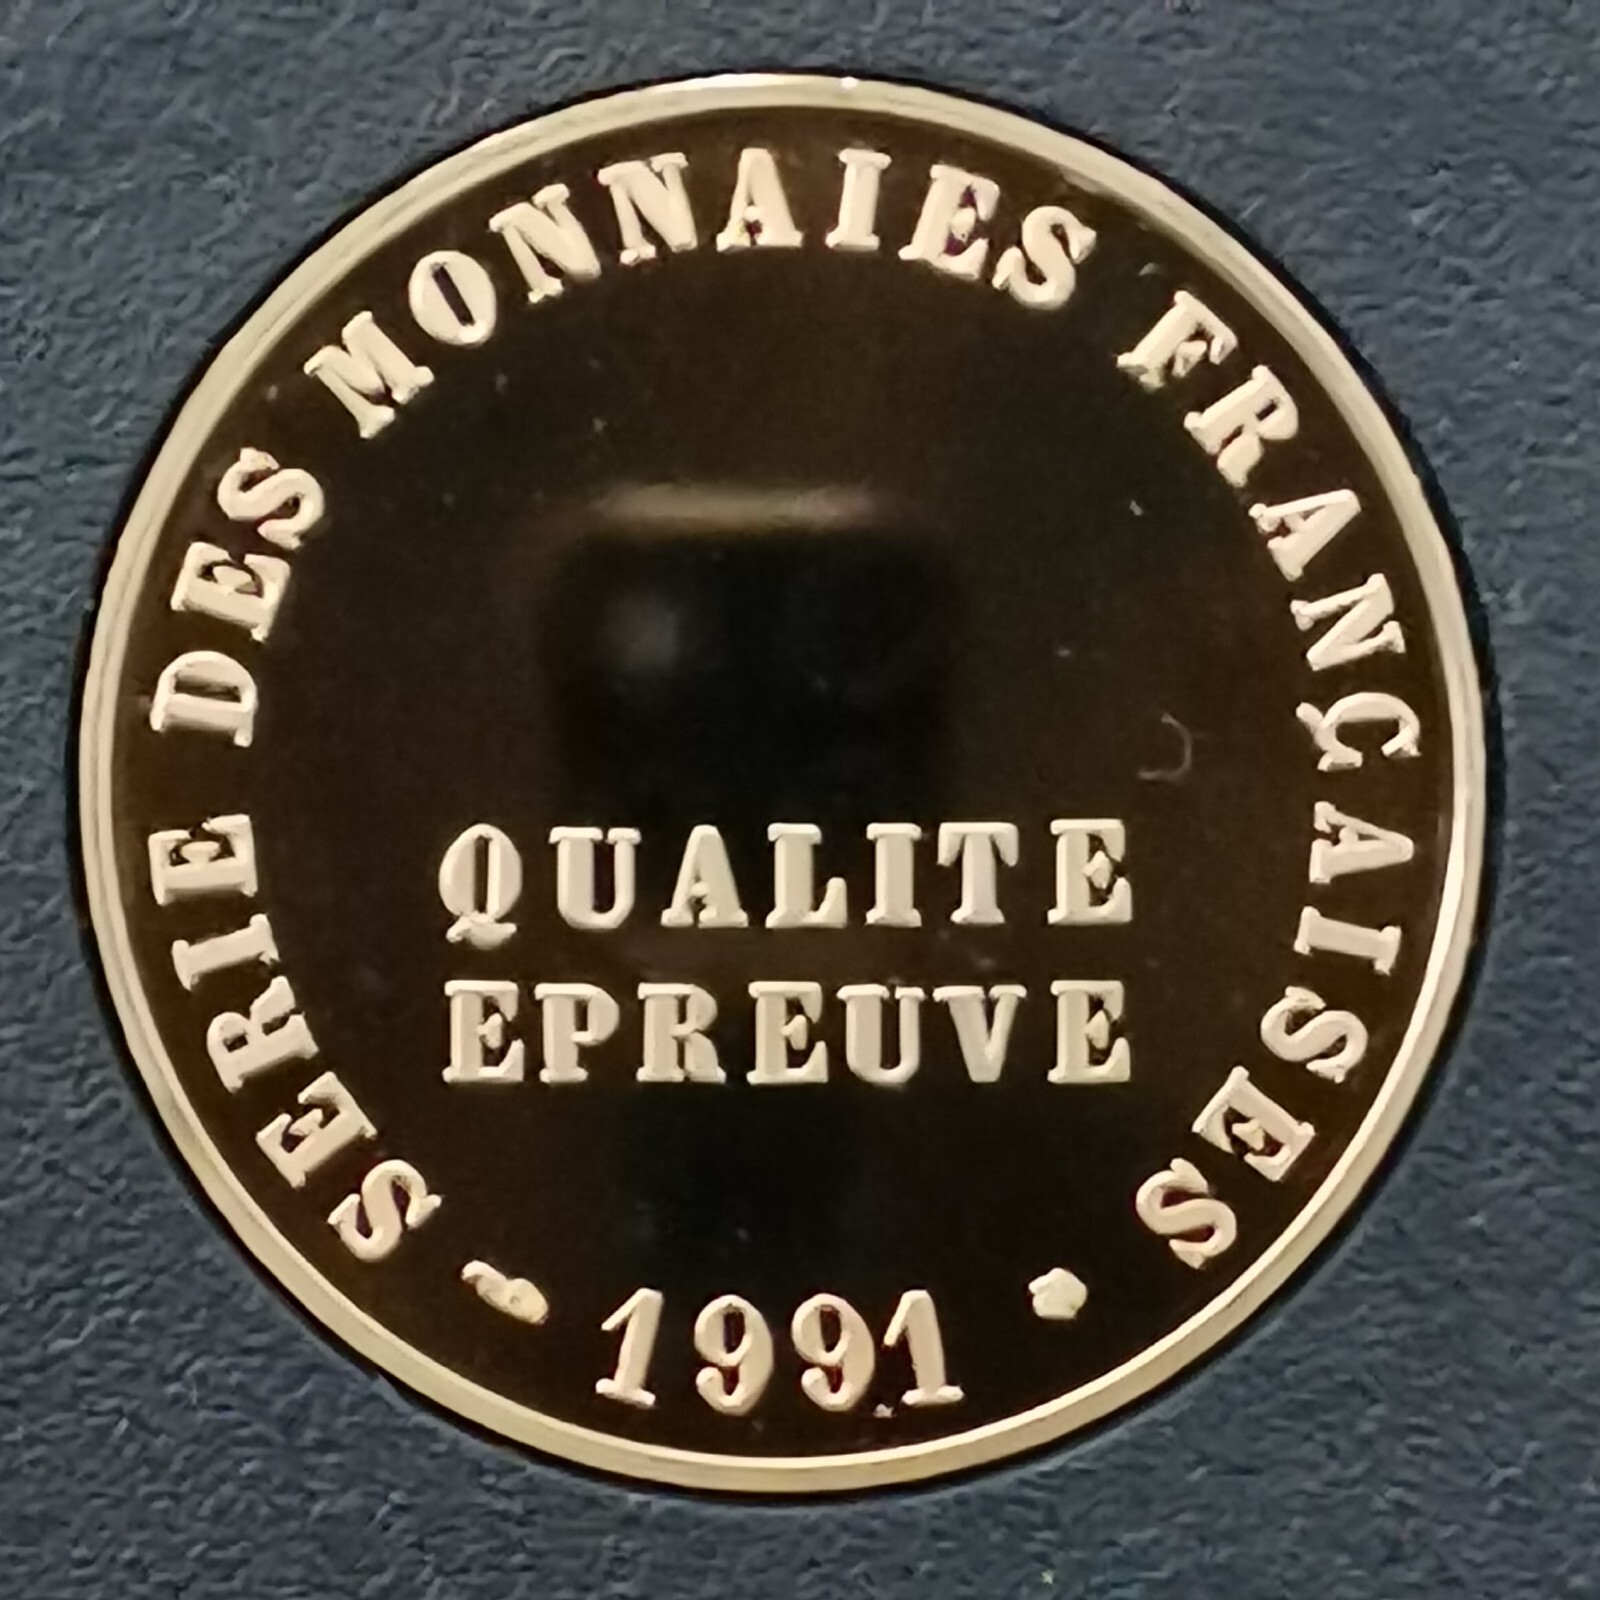 SERIE DES MONNAIES FRANÇAISES
QUALITE
EPREUVE
1991